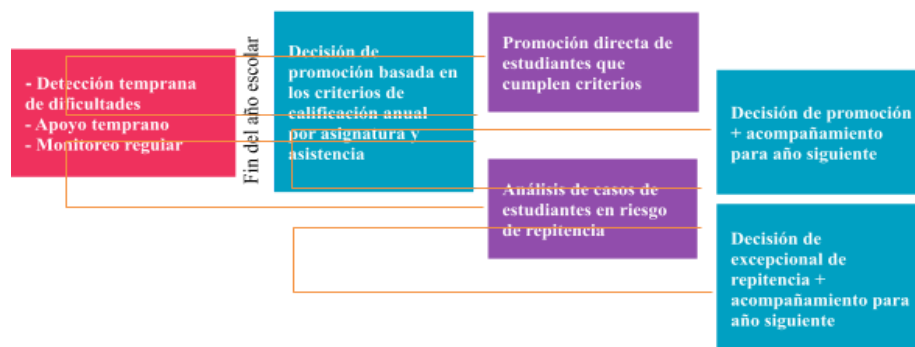 - Detección temprana
de dificultades
- Apoyo temprano
- Monitoreo regular
Fin del año escolar
Decisión de
promoción basada en
los criterios de
calificación anual
por asignatura y
asistencia
Promoción directa de
estudiantes que
cumplen criterios
Análisis de casos de
estudiantes en riesgo
de repitencia
Decisión de promoción
+ acompañamiento
para año siguiente
Decisión de
excepcional de
repitencia +
acompañamiento para
año siguiente